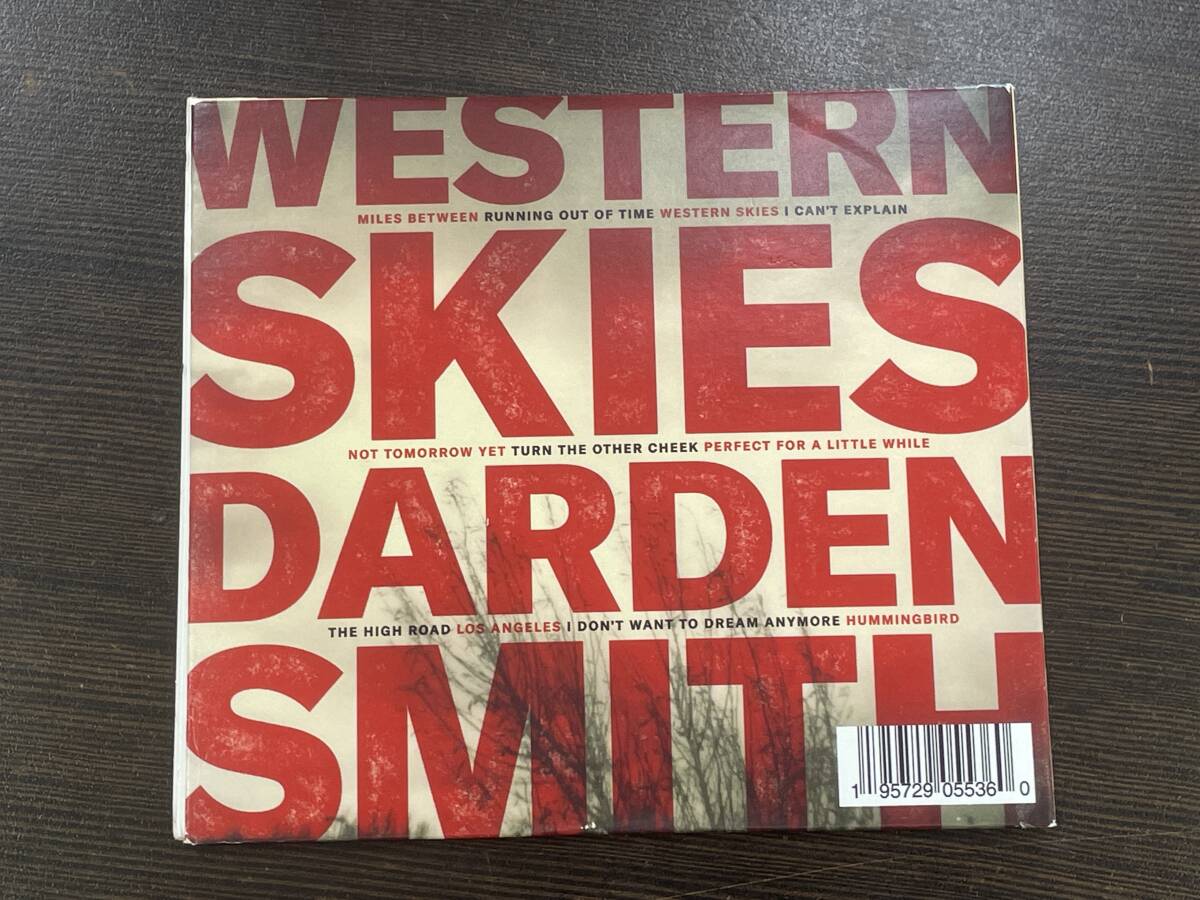 WESTERN
MILES BETWEEN RUNNING OUT OF TIME WESTERN SKIES I CAN'T EXPLAIN
SKIES
NOT TOMORROW YET TURN THE OTHER CHEEK PERFECT FOR A LITTLE WHILE
DARDEN
THE HIGH ROAD LOS ANGELES I DON'T WANT TO DREAM ANYMORE HUMMINGBIRD
SMITH
1 95729 05536 0